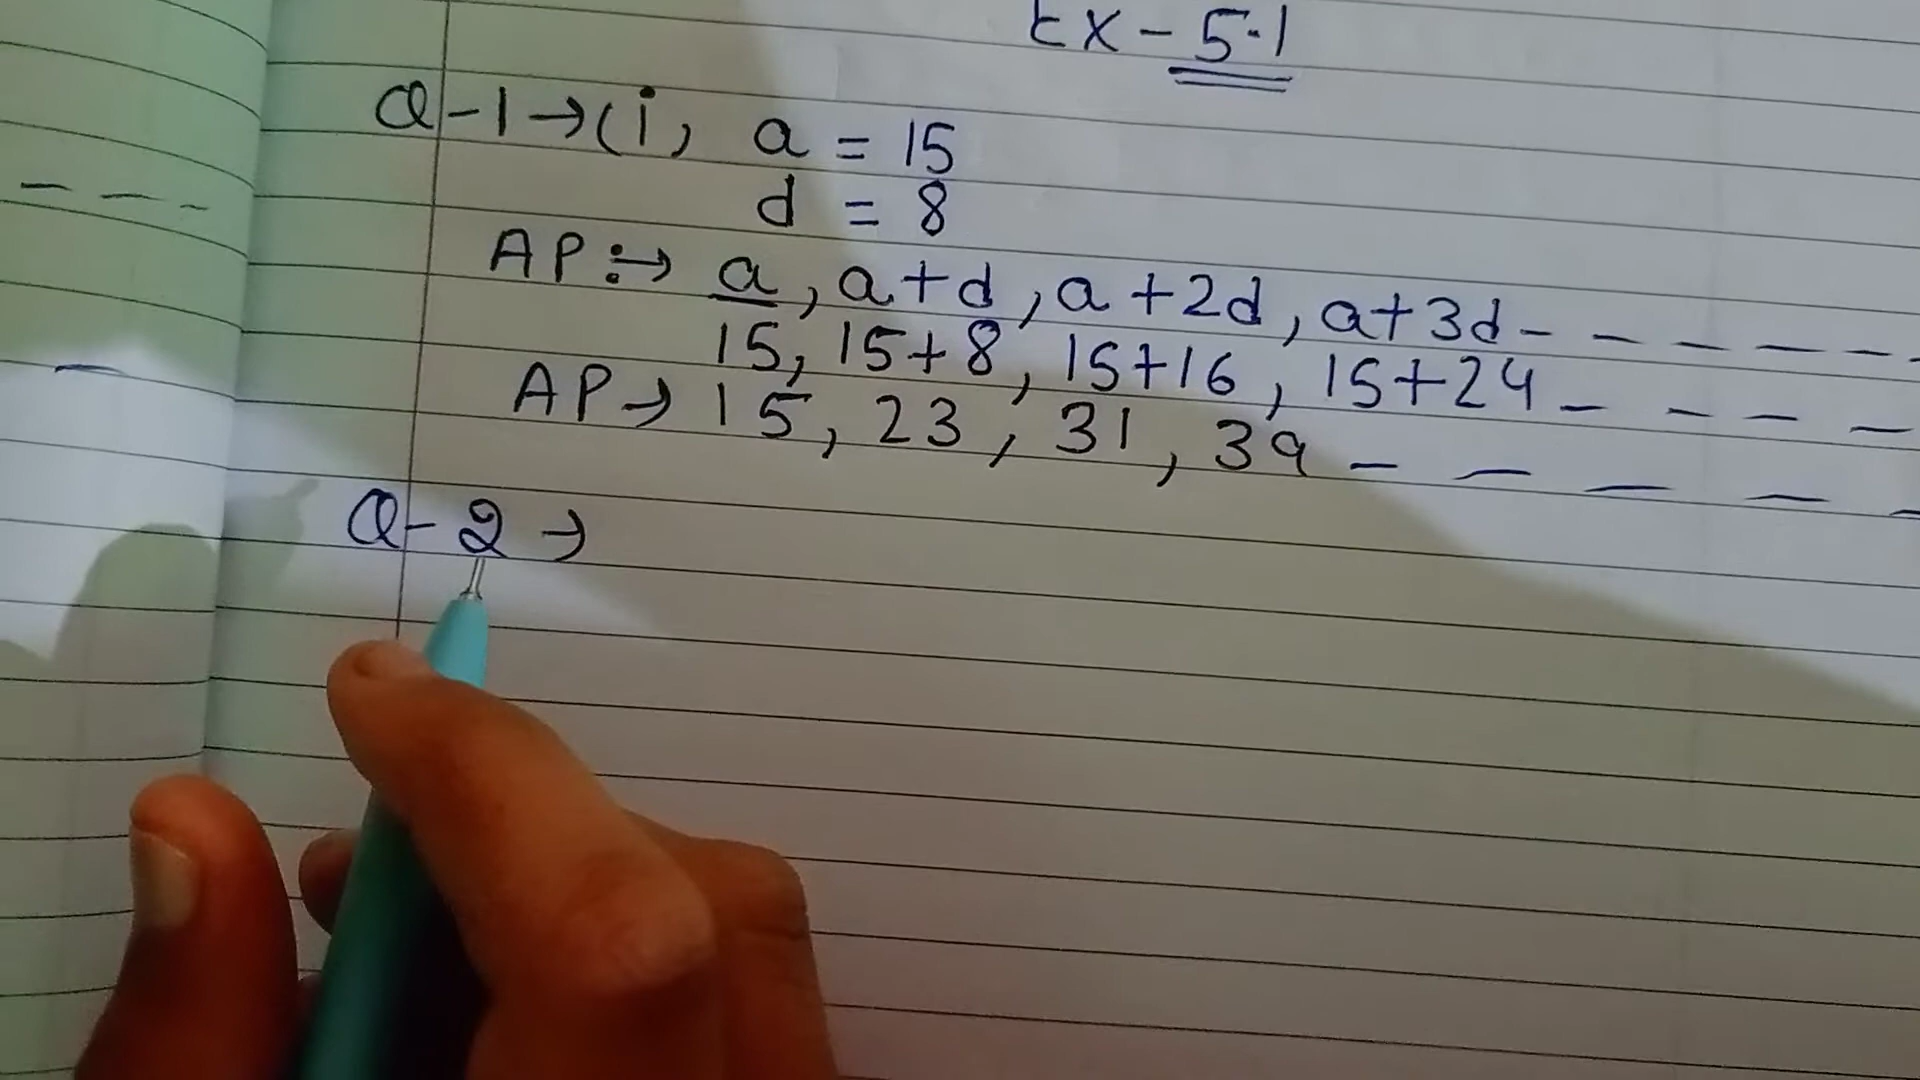 Ex - 5.1
Q-1→(i) a = 15
d = 8
AP:→ a, a+d, a+2d, a+3d - - - - -
15, 15+8, 15+16, 15+24 - - - -
AP→ 15, 23, 31, 39 - - - - -
Q-2→